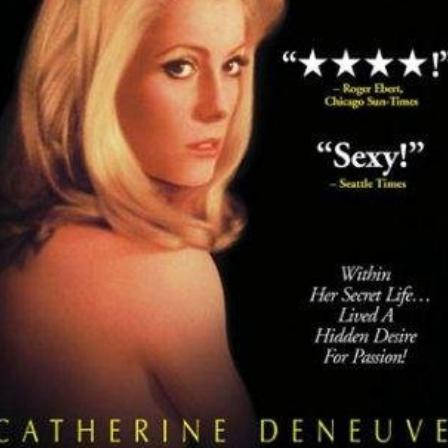 “★★★★!”
– Roger Ebert,
Chicago Sun-Times
“Sexy!”
– Seattle Times
Within
Her Secret Life…
Lived A
Hidden Desire
For Passion!
CATHERINE DENEUVE